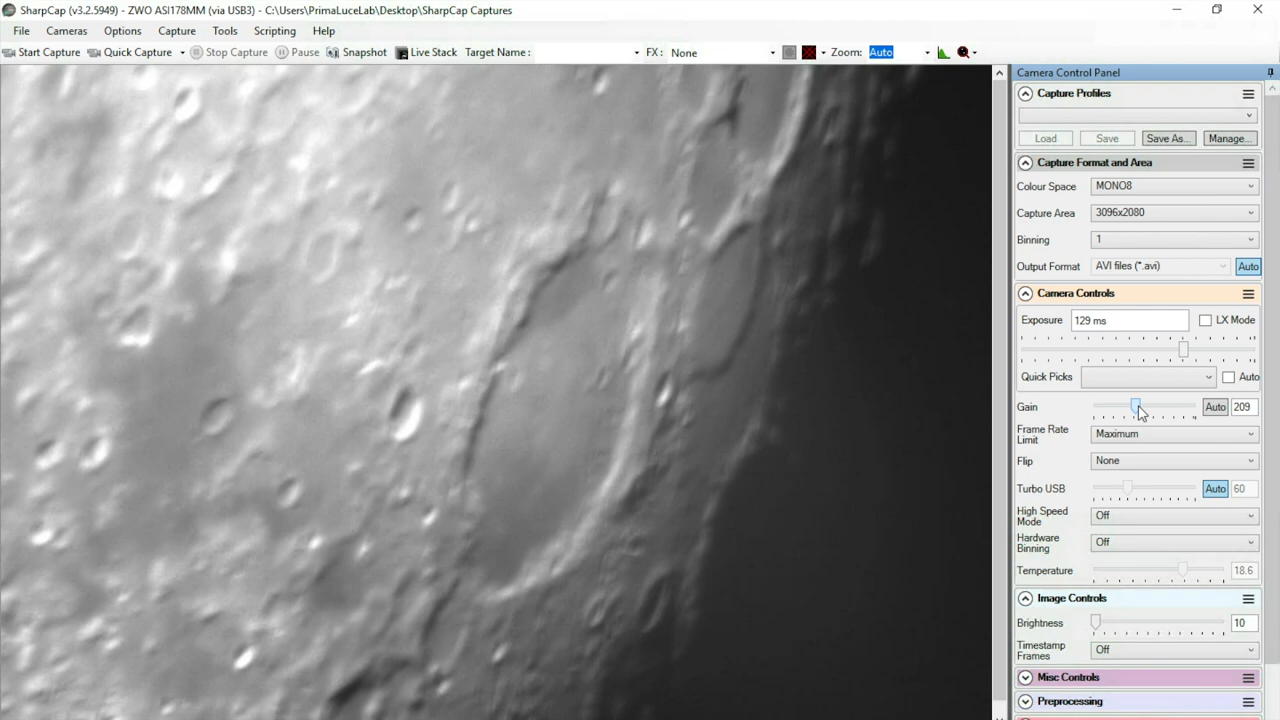 SharpCap (v3.2.5949) - ZWO ASI178MM (via USB3) - C:\Users\PrimaLuceLab\Desktop\SharpCap Captures
File Cameras Options Capture Tools Scripting Help
Start Capture Quick Capture Stop Capture Pause Snapshot Live Stack Target Name : FX : None Zoom: Auto
Camera Control Panel
Capture Profiles
Load Save Save As... Manage...
Capture Format and Area
Colour Space MONO8
Capture Area 3096x2080
Binning 1
Output Format AVI files (*.avi) Auto
Camera Controls
Exposure 129 ms LX Mode
Quick Picks Auto
Gain Auto 209
Frame Rate Limit Maximum
Flip None
Turbo USB Auto 60
High Speed Mode Off
Hardware Binning Off
Temperature 18.6
Image Controls
Brightness 10
Timestamp Frames Off
Misc Controls
Preprocessing